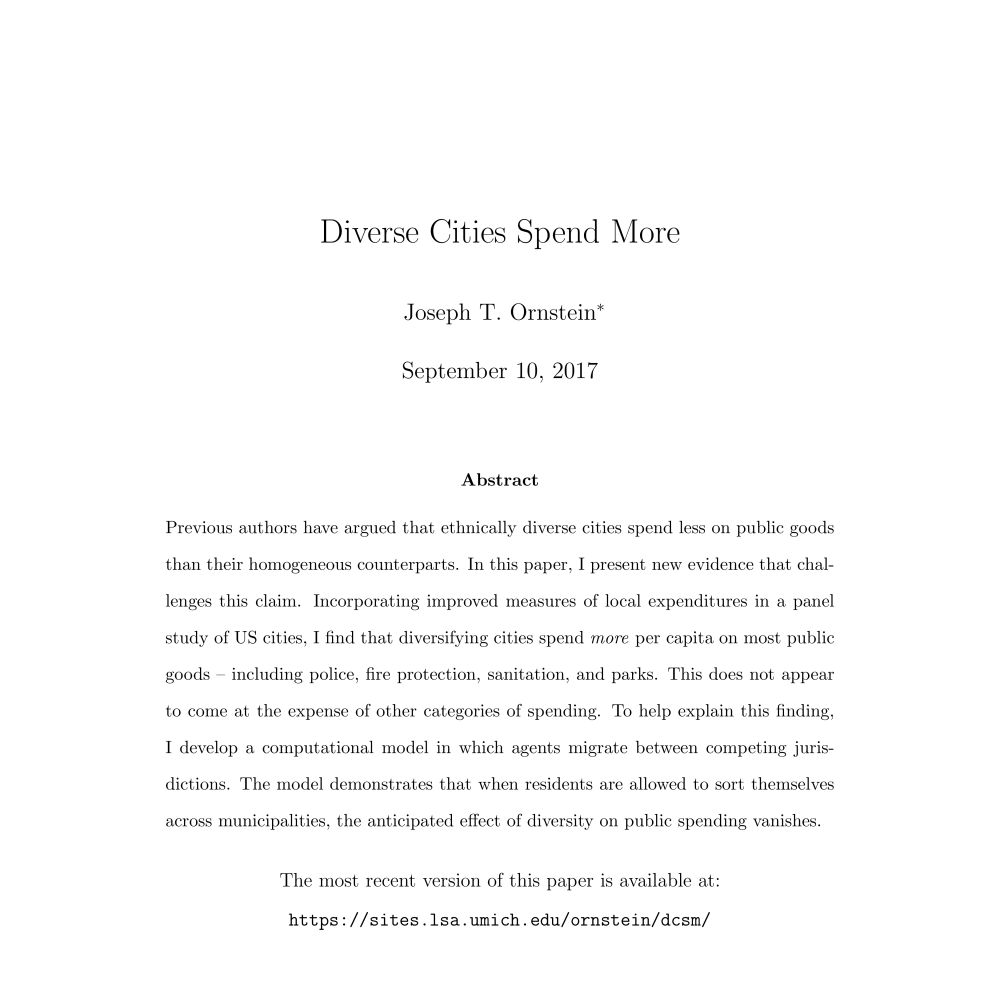 Diverse Cities Spend More
Joseph T. Ornstein*
September 10, 2017
Abstract
Previous authors have argued that ethnically diverse cities spend less on public goods
than their homogeneous counterparts. In this paper, I present new evidence that chal-
lenges this claim. Incorporating improved measures of local expenditures in a panel
study of US cities, I find that diversifying cities spend more per capita on most public
goods – including police, fire protection, sanitation, and parks. This does not appear
to come at the expense of other categories of spending. To help explain this finding,
I develop a computational model in which agents migrate between competing juris-
dictions. The model demonstrates that when residents are allowed to sort themselves
across municipalities, the anticipated effect of diversity on public spending vanishes.
The most recent version of this paper is available at:
https://sites.lsa.umich.edu/ornstein/dcsm/